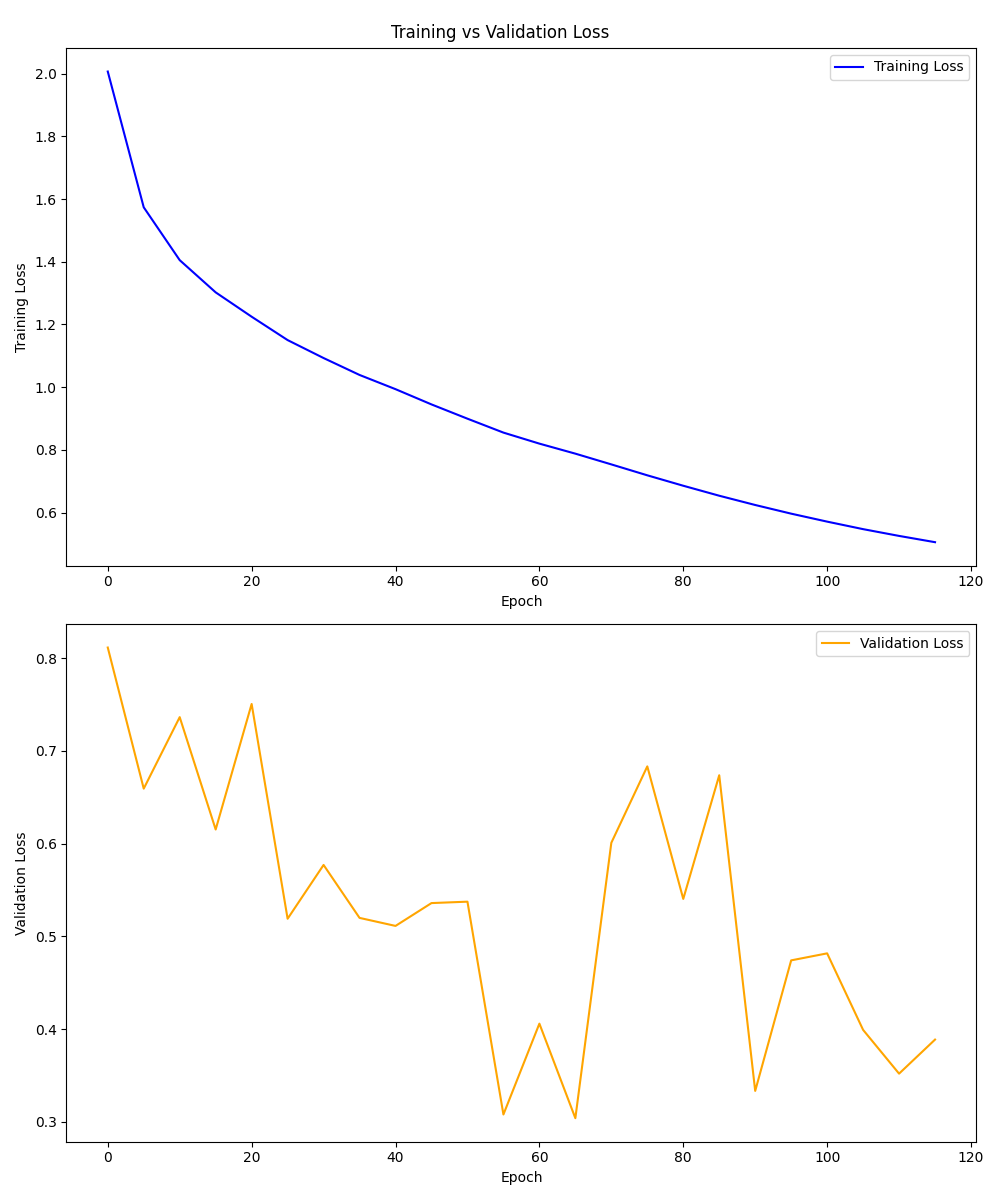 Training vs Validation Loss
Training Loss
2.0
1.8
1.6
1.4
1.2
1.0
0.8
0.6
Training Loss
0 20 40 60 80 100 120
Epoch
Validation Loss
0.8
0.7
0.6
0.5
0.4
0.3
Validation Loss
0 20 40 60 80 100 120
Epoch